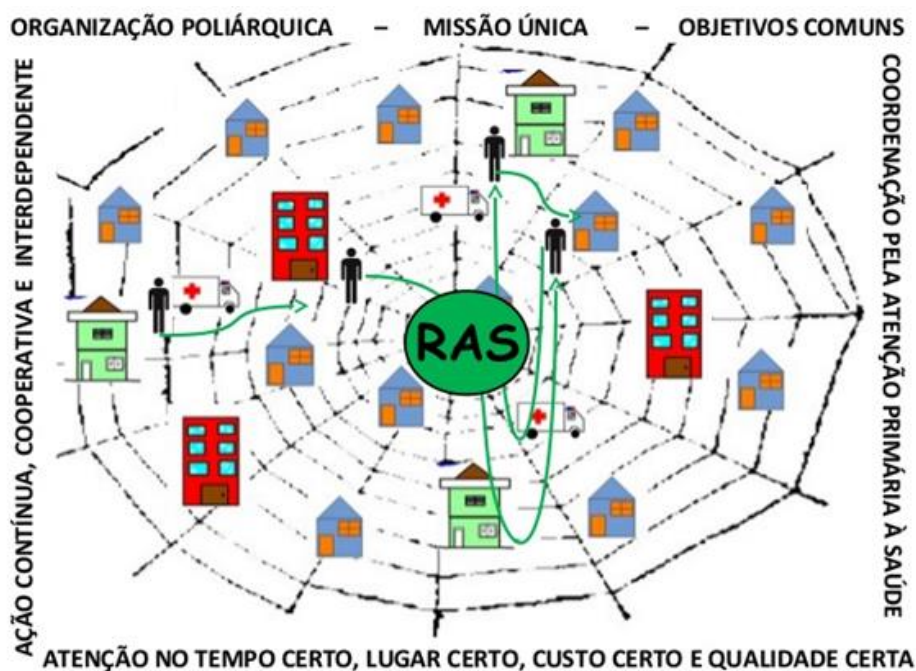 ORGANIZAÇÃO POLIÁRQUICA – MISSÃO ÚNICA – OBJETIVOS COMUNS
AÇÃO CONTÍNUA, COOPERATIVA E INTERDEPENDENTE
COORDENAÇÃO PELA ATENÇÃO PRIMÁRIA À SAÚDE
RAS
ATENÇÃO NO TEMPO CERTO, LUGAR CERTO, CUSTO CERTO E QUALIDADE CERTA